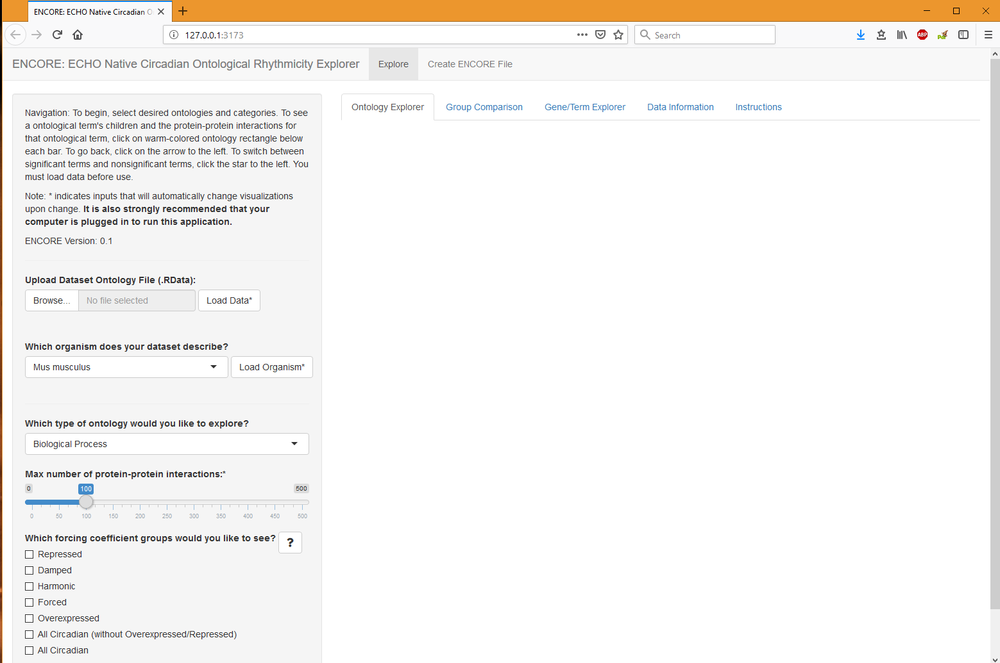 ENCORE: ECHO Native Circadian O
127.0.0.1:3173
Search
ABP
ENCORE: ECHO Native Circadian Ontological Rhythmicity Explorer
Explore
Create ENCORE File
Navigation: To begin, select desired ontologies and categories. To see
a ontological term's children and the protein-protein interactions for
that ontological term, click on warm-colored ontology rectangle below
each bar. To go back, click on the arrow to the left. To switch between
significant terms and nonsignificant terms, click the star to the left. You
must load data before use.
Note: * indicates inputs that will automatically change visualizations
upon change. It is also strongly recommended that your
computer is plugged in to run this application.
ENCORE Version: 0.1
Upload Dataset Ontology File (.RData):
Browse... No file selected Load Data*
Which organism does your dataset describe?
Mus musculus Load Organism*
Which type of ontology would you like to explore?
Biological Process
Max number of protein-protein interactions:*
0 100 500
0 50 100 150 200 250 300 350 400 450 500
Which forcing coefficient groups would you like to see? ?
Repressed
Damped
Harmonic
Forced
Overexpressed
All Circadian (without Overexpressed/Repressed)
All Circadian
Ontology Explorer
Group Comparison
Gene/Term Explorer
Data Information
Instructions